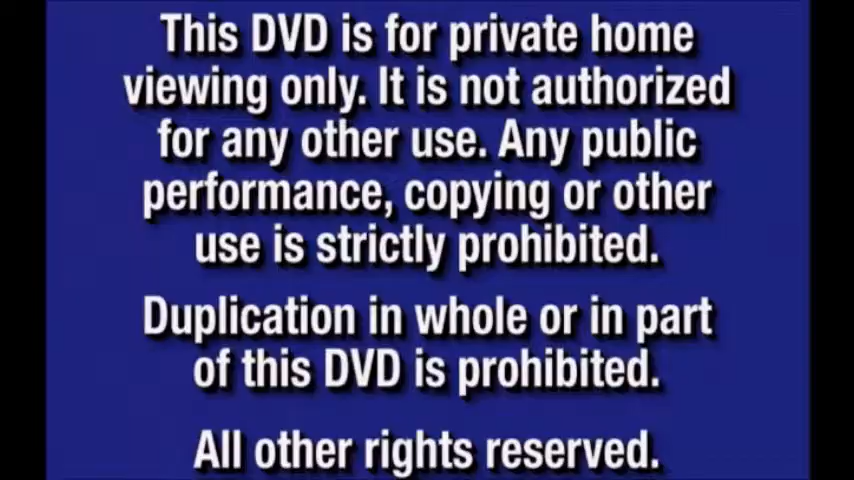 This DVD is for private home
viewing only. It is not authorized
for any other use. Any public
performance, copying or other
use is strictly prohibited.
Duplication in whole or in part
of this DVD is prohibited.
All other rights reserved.